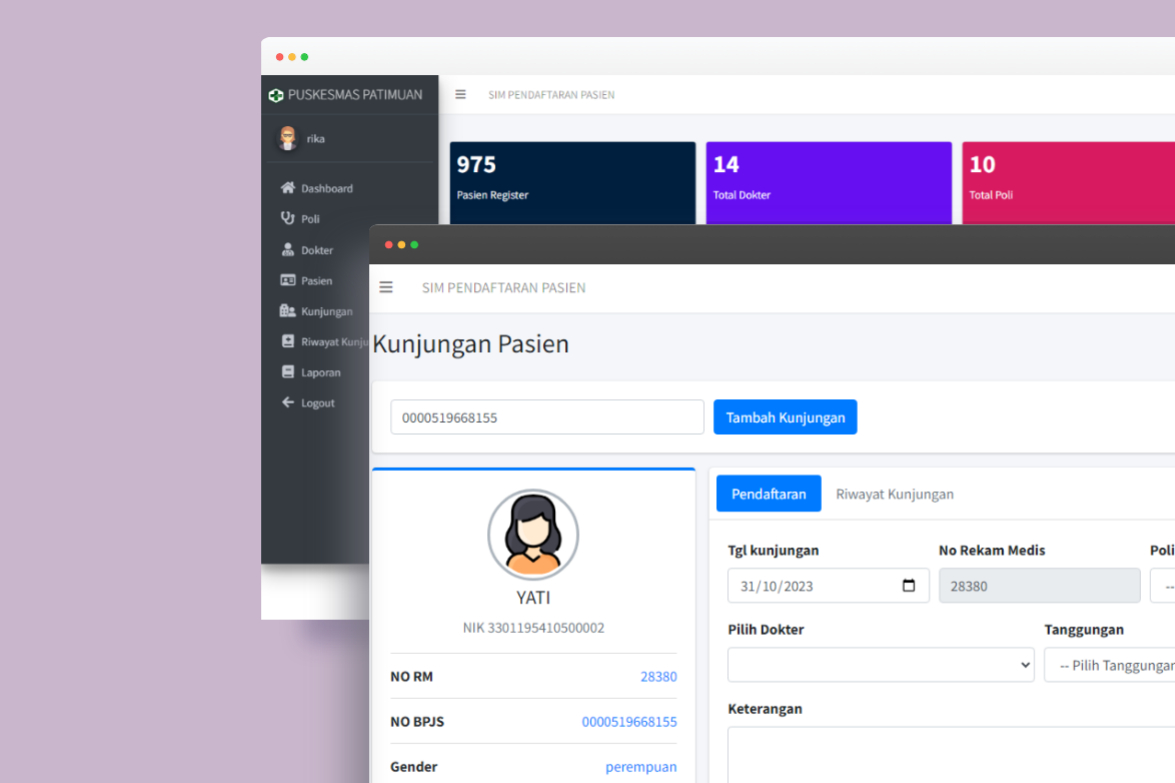 PUSKESMAS PATIMUAN
SIM PENDAFTARAN PASIEN
rika
Dashboard
Poli
Dokter
Pasien
Kunjungan
Riwayat Kunju
Laporan
Logout
975
Pasien Register
14
Total Dokter
10
Total Poli
SIM PENDAFTARAN PASIEN
Kunjungan Pasien
0000519668155
Tambah Kunjungan
YATI
NIK 3301195410500002
NO RM 28380
NO BPJS 0000519668155
Gender perempuan
Pendaftaran Riwayat Kunjungan
Tgl kunjungan No Rekam Medis Poli
31/10/2023 28380 --
Pilih Dokter Tanggungan
-- Pilih Tanggungan
Keterangan